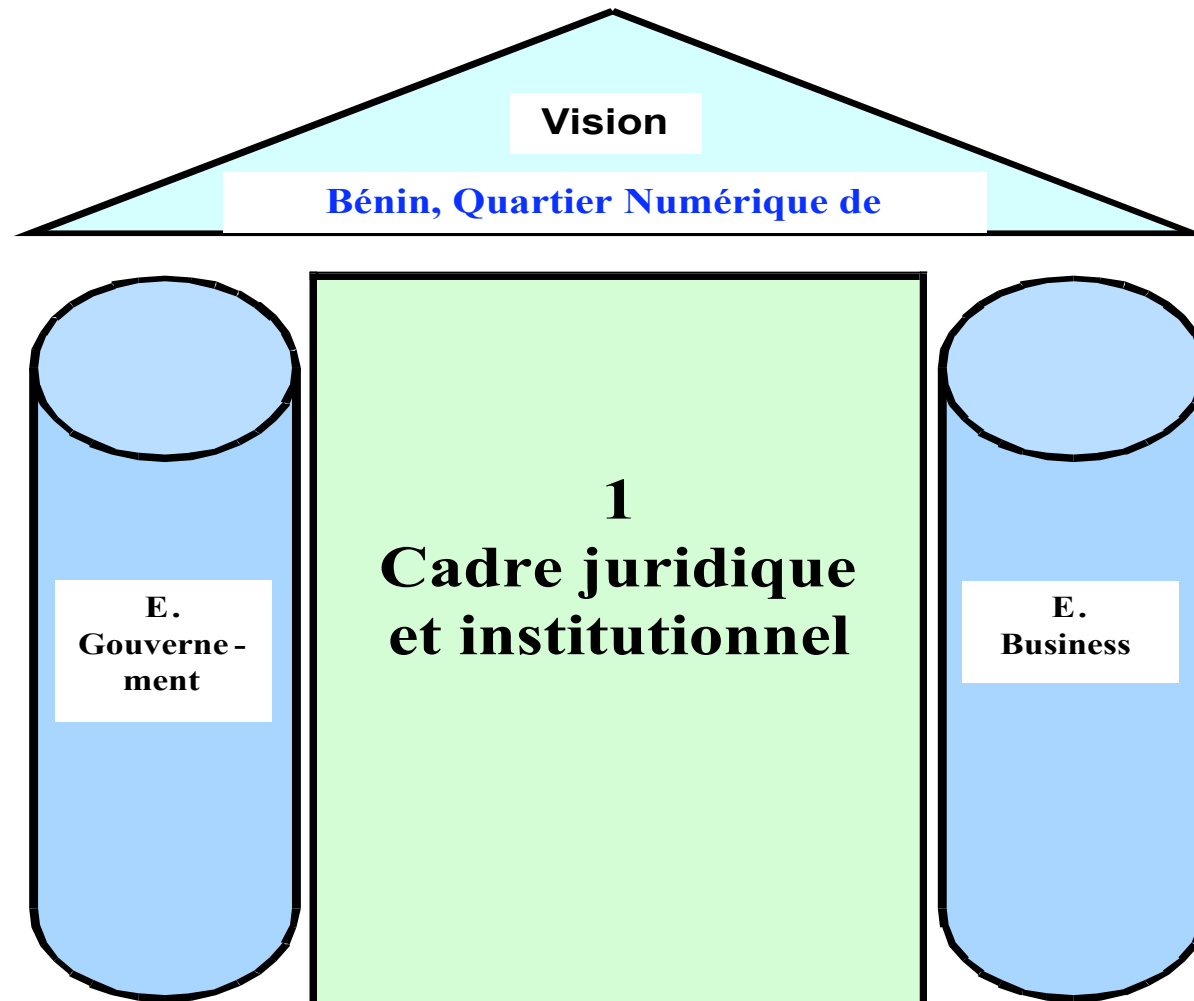 Vision
Bénin, Quartier Numérique de
1
Cadre juridique
et institutionnel
E.
Gouverne-
ment
E.
Business